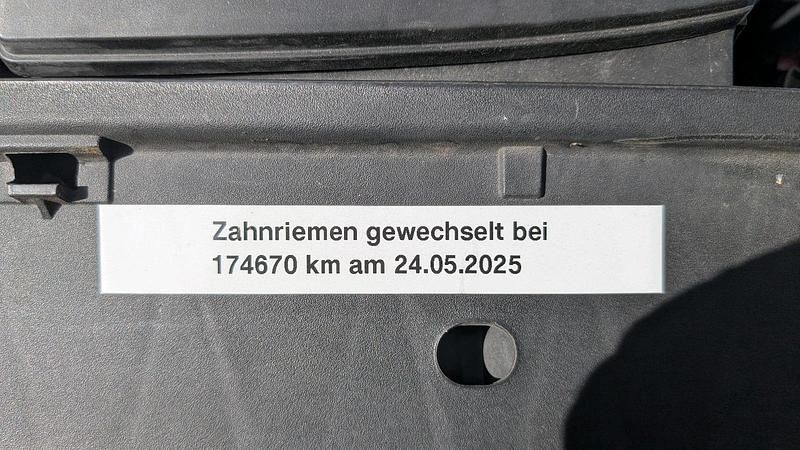 Zahnriemen gewechselt bei
174670 km am 24.05.2025